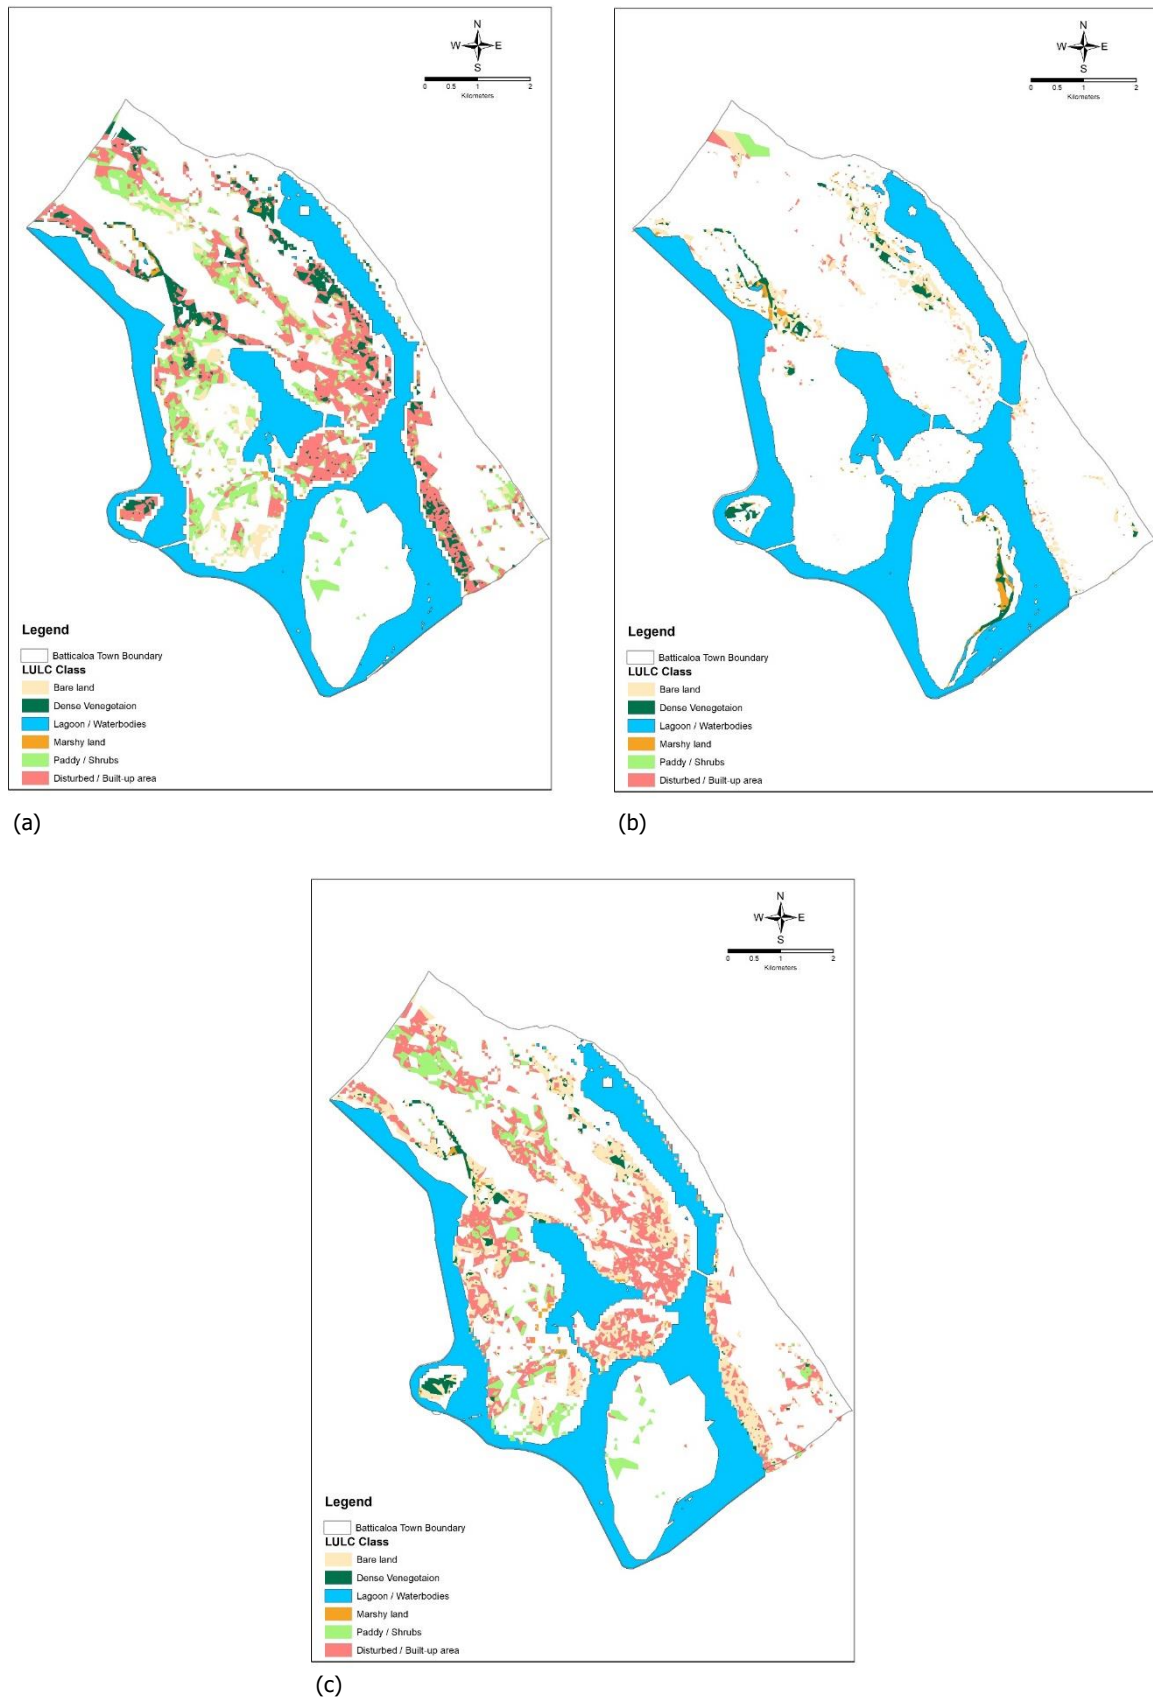 N
W E
S
0 0.5 1 2
Kilometers
Legend
Batticaloa Town Boundary
LULC Class
Bare land
Dense Venegetaion
Lagoon / Waterbodies
Marshy land
Paddy / Shrubs
Disturbed / Built-up area
(a)
N
W E
S
0 0.5 1 2
Kilometers
Legend
Batticaloa Town Boundary
LULC Class
Bare land
Dense Venegetaion
Lagoon / Waterbodies
Marshy land
Paddy / Shrubs
Disturbed / Built-up area
(b)
N
W E
S
0 0.5 1 2
Kilometers
Legend
Batticaloa Town Boundary
LULC Class
Bare land
Dense Venegetaion
Lagoon / Waterbodies
Marshy land
Paddy / Shrubs
Disturbed / Built-up area
(c)